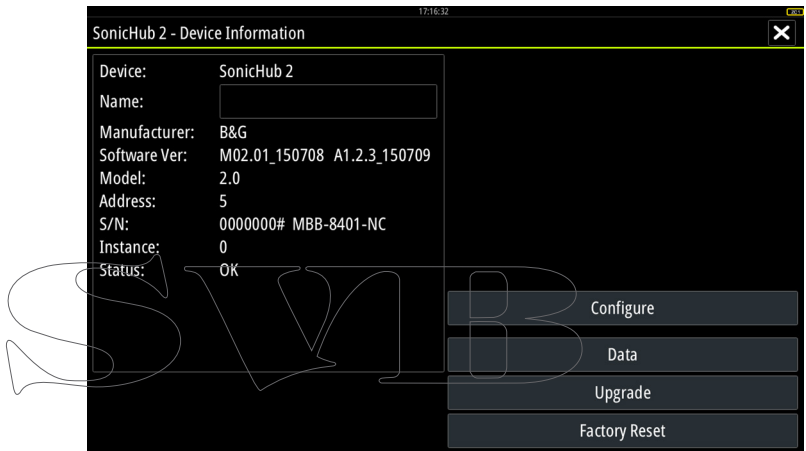 17:16:32
SonicHub 2 - Device Information
Device: SonicHub 2
Name:
Manufacturer: B&G
Software Ver: M02.01_150708 A1.2.3_150709
Model: 2.0
Address: 5
S/N: 0000000# MBB-8401-NC
Instance: 0
Status: OK
Configure
Data
Upgrade
Factory Reset
SVB